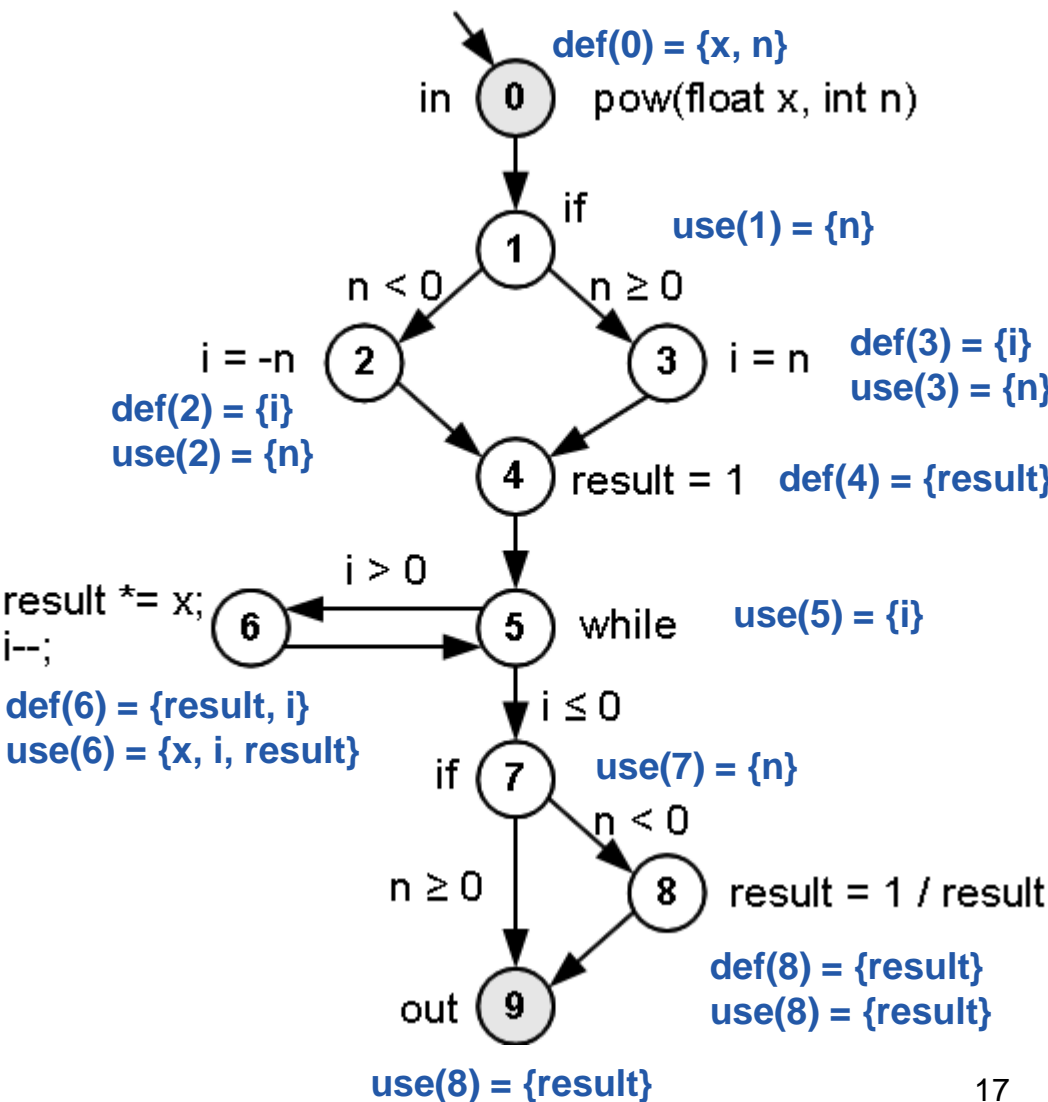 def(0) = {x, n}
in 0 pow(float x, int n)
if
1 use(1) = {n}
n < 0 n ≥ 0
i = -n 2 3 i = n
def(3) = {i}
use(3) = {n}
def(2) = {i}
use(2) = {n}
4 result = 1 def(4) = {result}
i > 0
result *= x;
i--;
6 5 while use(5) = {i}
def(6) = {result, i}
use(6) = {x, i, result}
i ≤ 0
if 7 use(7) = {n}
n < 0
n ≥ 0 8 result = 1 / result
def(8) = {result}
use(8) = {result}
out 9
use(8) = {result}
17